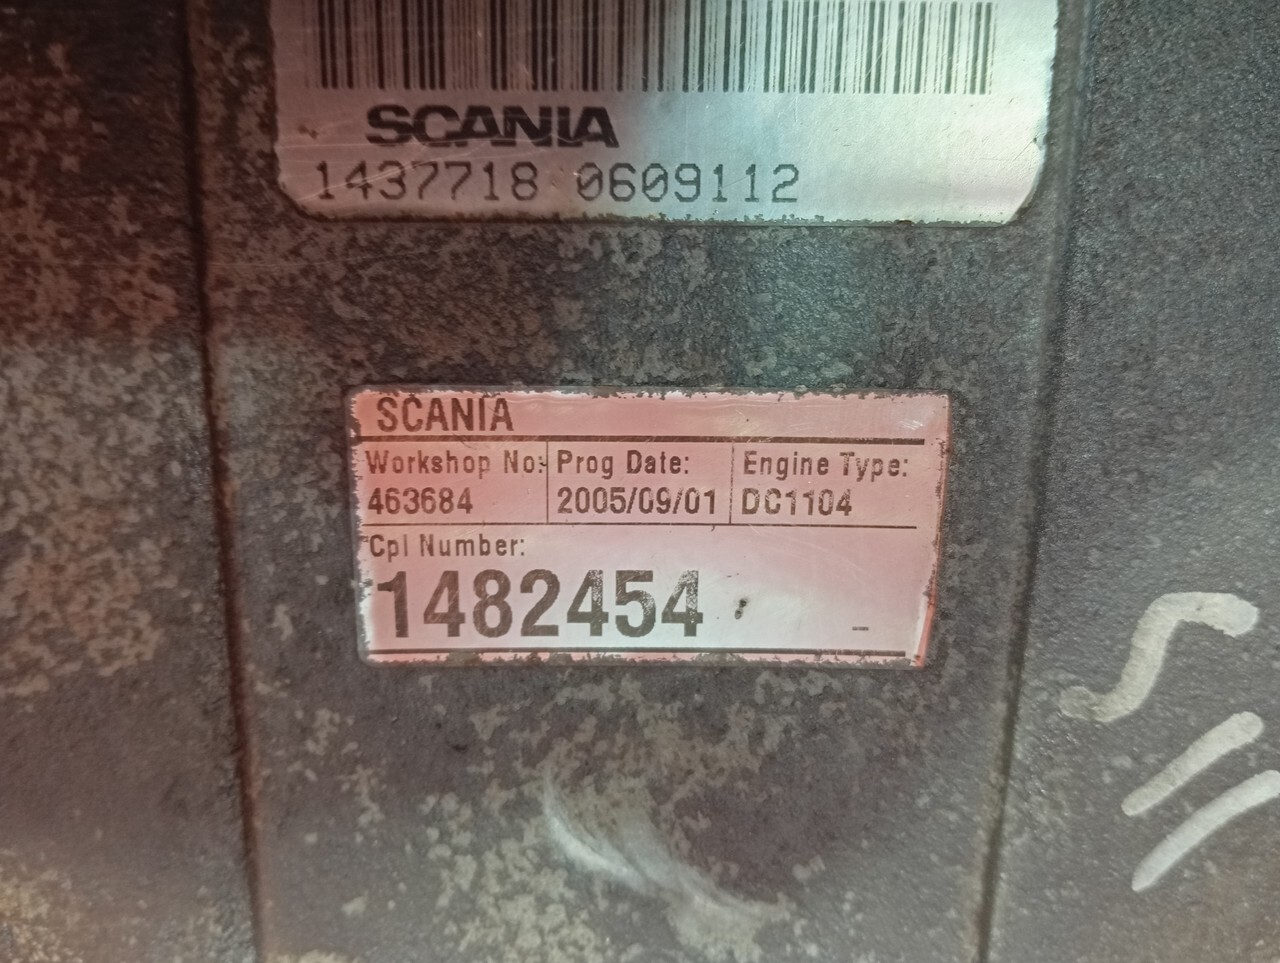 SCANIA
1437718 0609112
SCANIA
Workshop No: Prog Date: Engine Type:
463684 2005/09/01 DC1104
Cpl Number:
1482454